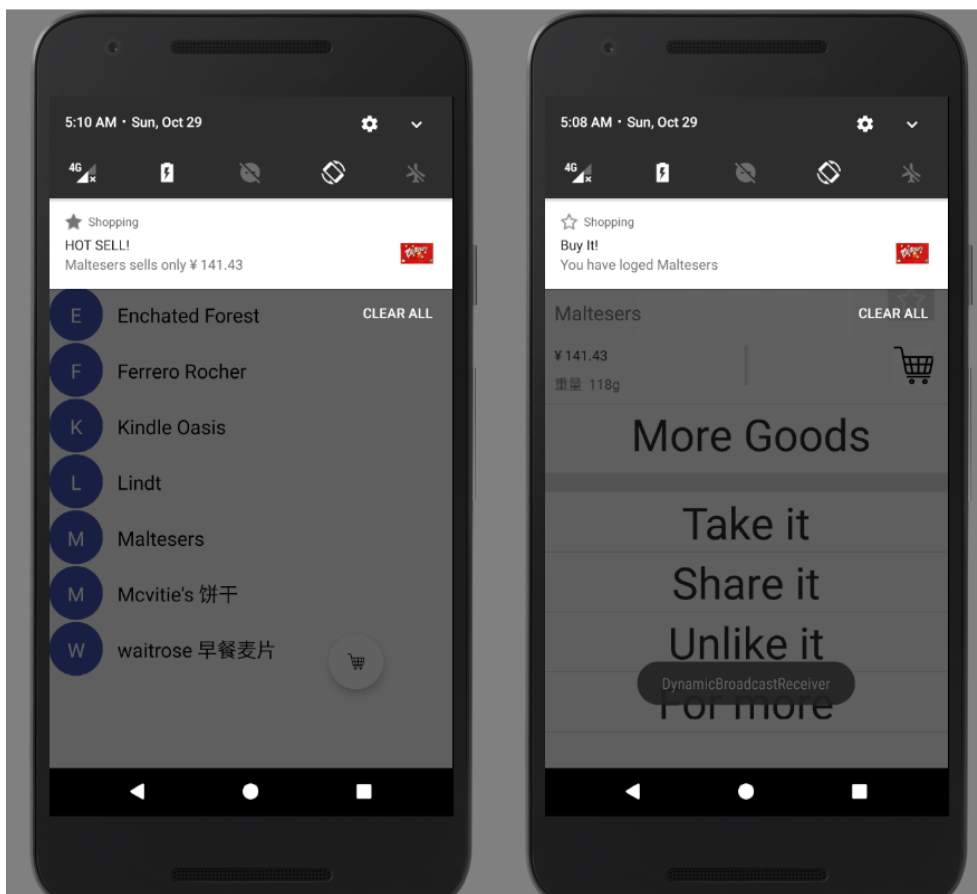 5:10 AM • Sun, Oct 29
4G
Shopping
HOT SELL!
Maltesers sells only ¥ 141.43
CLEAR ALL
E Enchated Forest
F Ferrero Rocher
K Kindle Oasis
L Lindt
M Maltesers
M Mcvitie's 饼干
W waitrose 早餐麦片
5:08 AM • Sun, Oct 29
4G
Shopping
Buy It!
You have loged Maltesers
Maltesers
CLEAR ALL
¥ 141.43
重量 118g
More Goods
Take it
Share it
Unlike it
DynamicBroadcastReceiver
For more